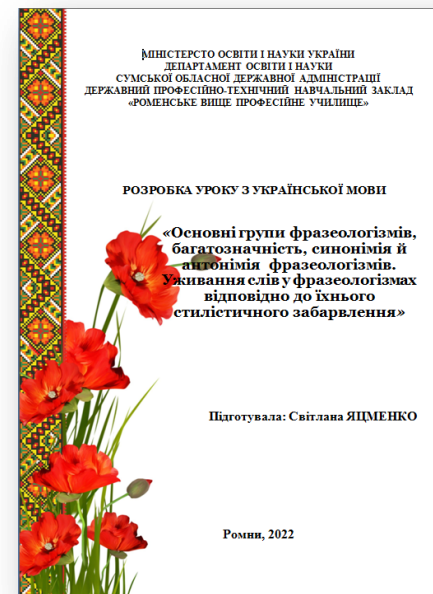 МІНІСТЕРСТО ОСВІТИ І НАУКИ УКРАЇНИ
ДЕПАРТАМЕНТ ОСВІТИ І НАУКИ
СУМСЬКОЇ ОБЛАСНОЇ ДЕРЖАВНОЇ АДМІНІСТРАЦІЇ
ДЕРЖАВНИЙ ПРОФЕСІЙНО-ТЕХНІЧНИЙ НАВЧАЛЬНИЙ ЗАКЛАД
«РОМЕНСЬКЕ ВИЩЕ ПРОФЕСІЙНЕ УЧИЛИЩЕ»
РОЗРОБКА УРОКУ З УКРАЇНСЬКОЇ МОВИ
«Основні групи фразеологізмів,
багатозначність, синонімія й
антонімія фразеологізмів.
Уживання слів у фразеологізмах
відповідно до їхнього
стилістичного забарвлення»
Підготувала: Світлана ЯЦМЕНКО
Ромни, 2022